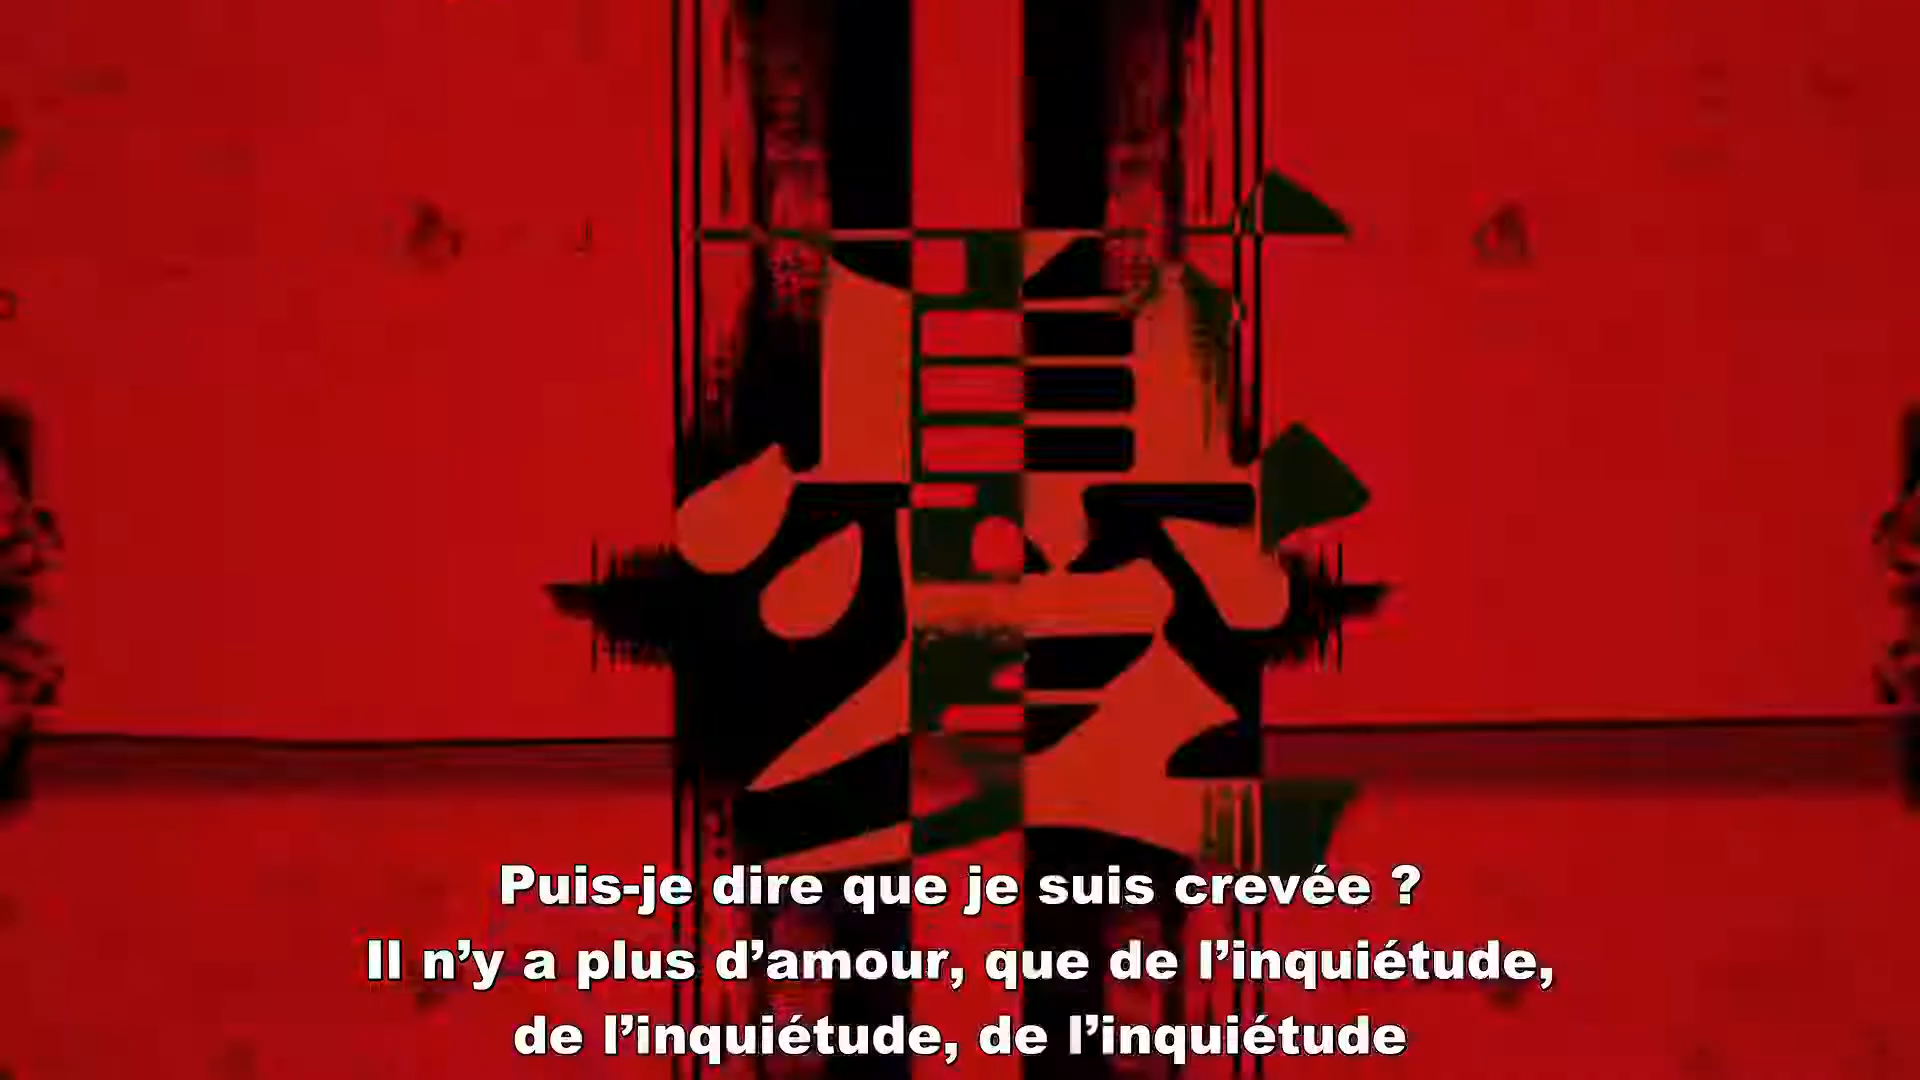 Puis-je dire que je suis crevée ?
Il n’y a plus d’amour, que de l’inquiétude,
de l’inquiétude, de l’inquiétude